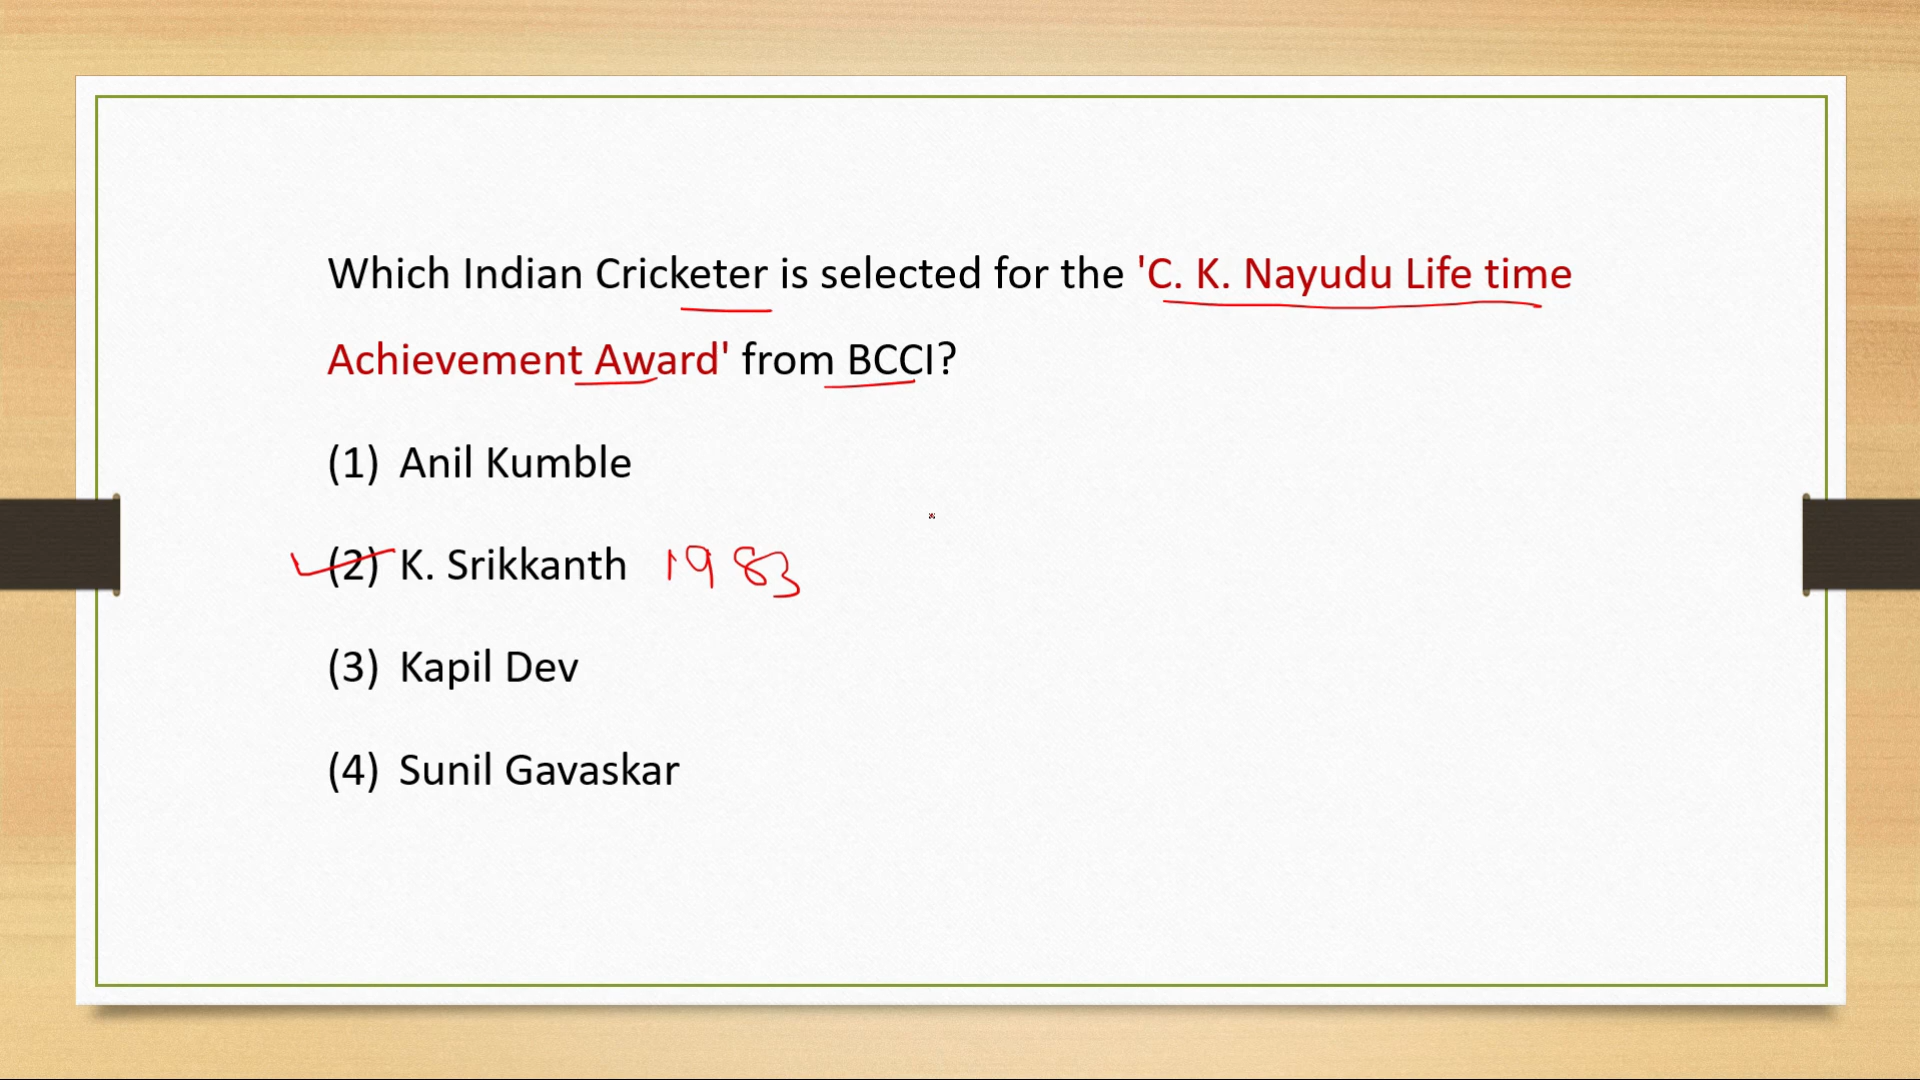 Which Indian Cricketer is selected for the 'C. K. Nayudu Life time
Achievement Award' from BCCI?
(1) Anil Kumble
(2) K. Srikkanth 1983
(3) Kapil Dev
(4) Sunil Gavaskar